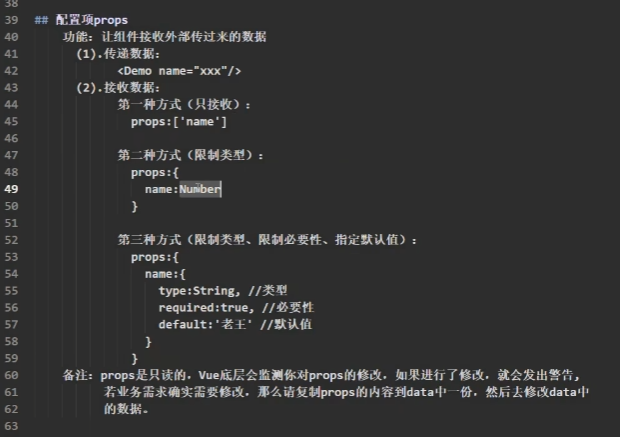 38
39 ## 配置项props
40 功能：让组件接收外部传过来的数据
41 (1).传递数据：
42 <Demo name="xxx"/>
43 (2).接收数据：
44 第一种方式（只接收）：
45 props:['name']
46
47 第二种方式（限制类型）：
48 props:{
49 name:Number
50 }
51
52 第三种方式（限制类型、限制必要性、指定默认值）：
53 props:{
54 name:{
55 type:String, //类型
56 required:true, //必要性
57 default:'老王' //默认值
58 }
59 }
60 备注：props是只读的，Vue底层会监测你对props的修改，如果进行了修改，就会发出警告，
61 若业务需求确实需要修改，那么请复制props的内容到data中一份，然后去修改data中
62 的数据。
63